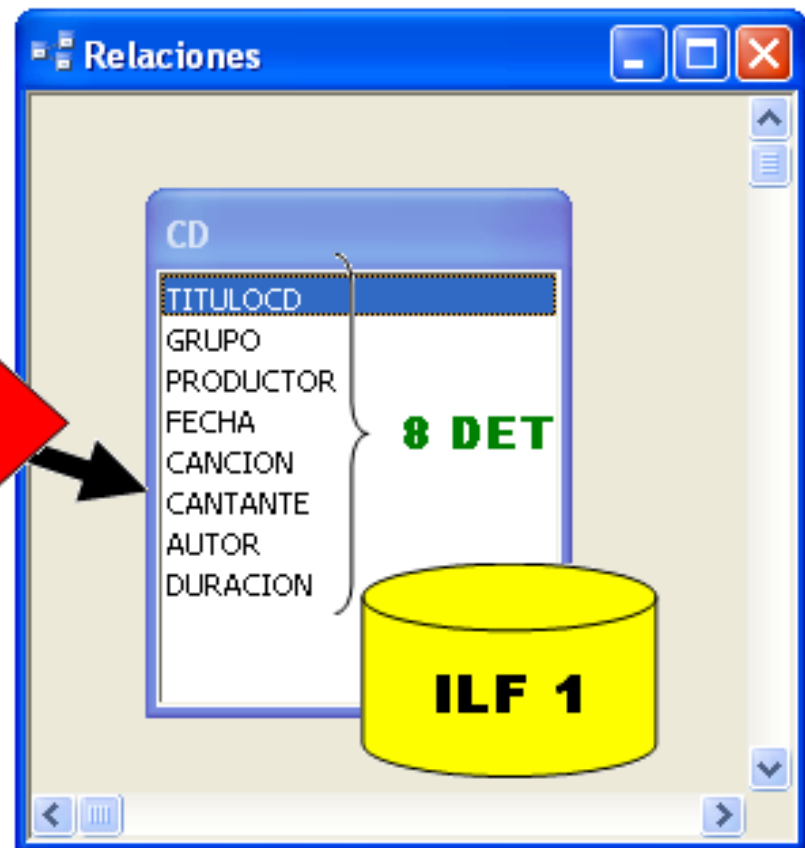 Relaciones
CD
TITULOCD
GRUPO
PRODUCTOR
FECHA
CANCION
CANTANTE
AUTOR
DURACION
8 DET
ILF 1